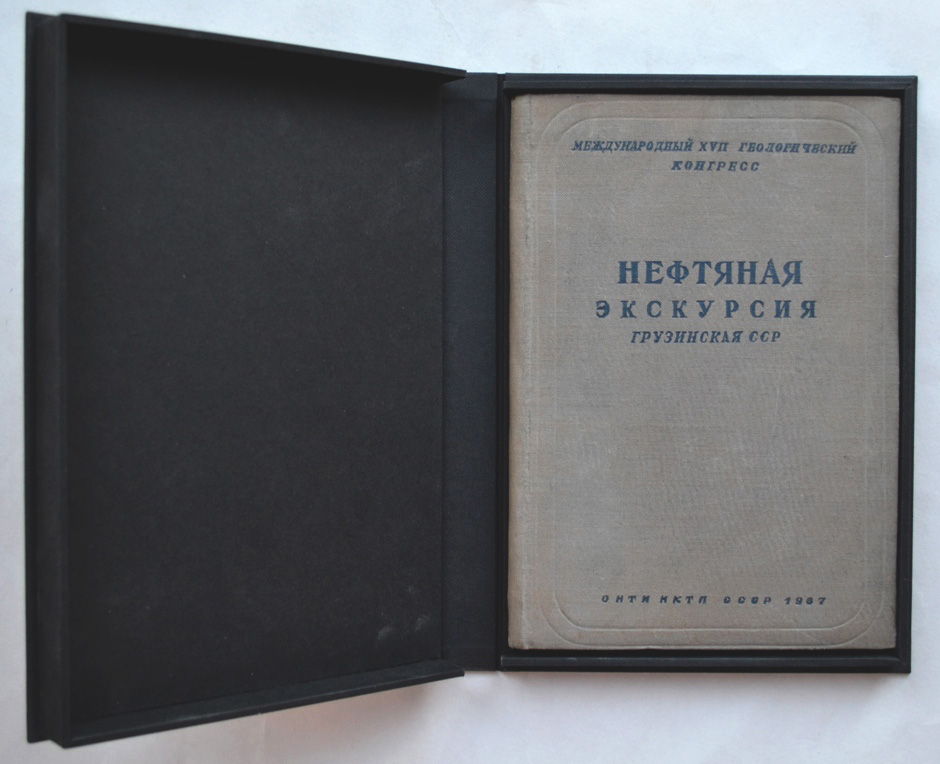 МЕЖДУНАРОДНЫЙ XVII ГЕОЛОГИЧЕСКИЙ
КОНГРЕСС
НЕФТЯНАЯ
ЭКСКУРСИЯ
ГРУЗИНСКАЯ ССР
ОНТИ НКТП СССР 1937